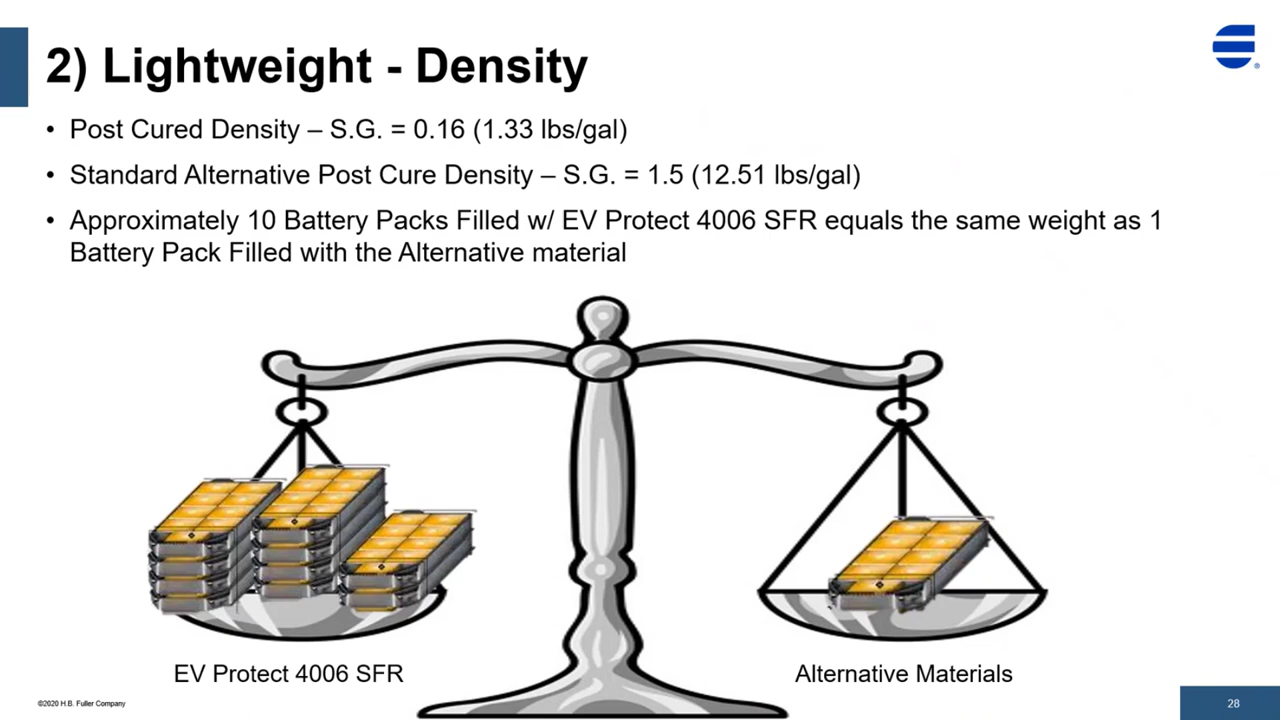 2) Lightweight - Density
• Post Cured Density – S.G. = 0.16 (1.33 lbs/gal)
• Standard Alternative Post Cure Density – S.G. = 1.5 (12.51 lbs/gal)
• Approximately 10 Battery Packs Filled w/ EV Protect 4006 SFR equals the same weight as 1
Battery Pack Filled with the Alternative material
EV Protect 4006 SFR
Alternative Materials
©2020 H.B. Fuller Company
28